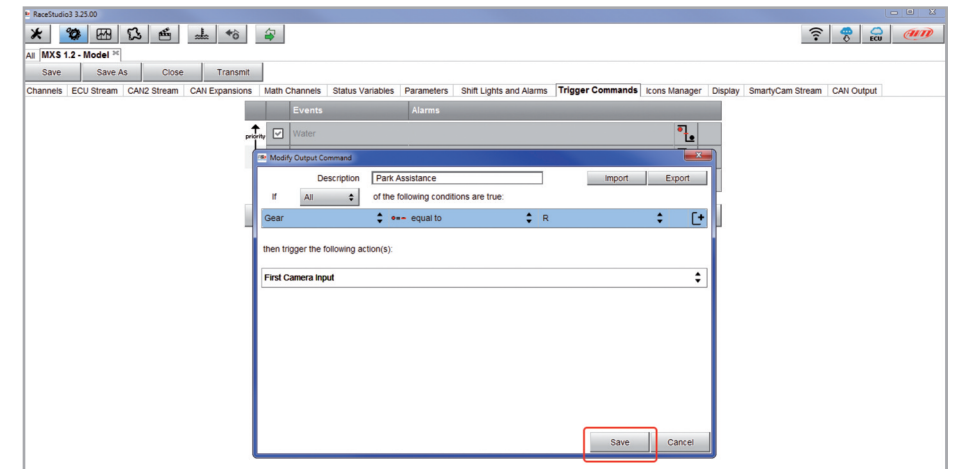 RaceStudio3 3.25.00
ECU
AiM
All MXS 1.2 - Model
Save Save As Close Transmit
Channels ECU Stream CAN2 Stream CAN Expansions Math Channels Status Variables Parameters Shift Lights and Alarms Trigger Commands Icons Manager Display SmartyCam Stream CAN Output
Events Alarms
priority Water
Modify Output Command
Description Park Assistance Import Export
If All of the following conditions are true:
Gear equal to R
then trigger the following action(s):
First Camera Input
Save Cancel